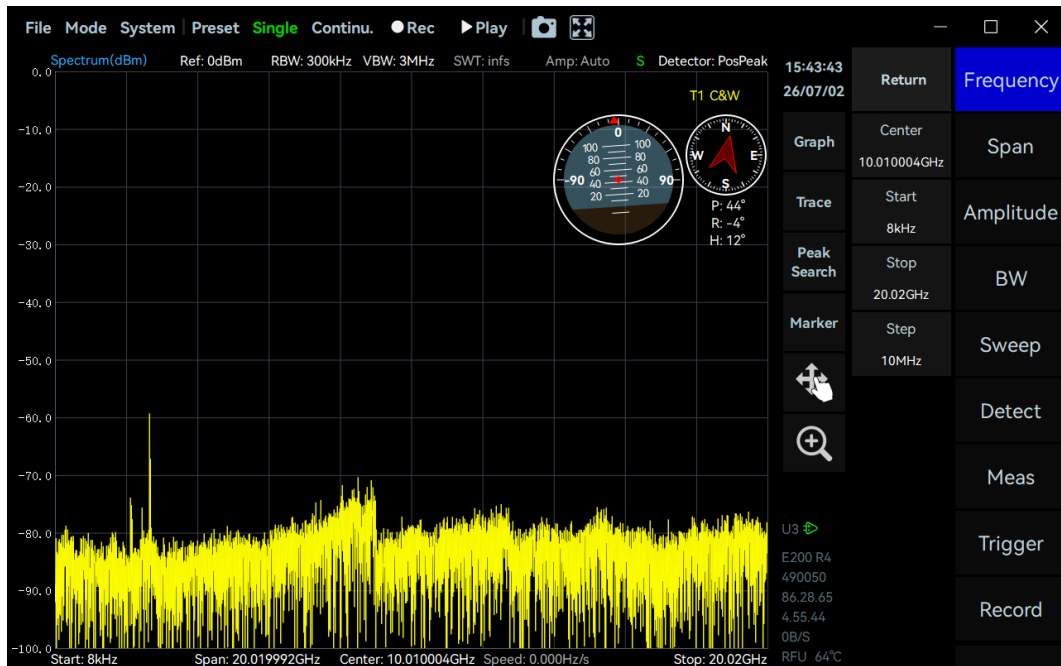 File Mode System Preset Single Continu. Rec Play
Spectrum(dBm) Ref: 0dBm RBW: 300kHz VBW: 3MHz SWT: infs Amp: Auto S Detector: PosPeak
0.0
-10.0
-20.0
-30.0
-40.0
-50.0
-60.0
-70.0
-80.0
-90.0
-100.0
T1 C&W
0
100 100
80 80
60 60
-90 40 40 90
20 20
N
W E
S
P: 44°
R: -4°
H: 12°
Start: 8kHz Span: 20.019992GHz Center: 10.010004GHz Speed: 0.000Hz/s Stop: 20.02GHz
15:43:43
26/07/02
Graph
Trace
Peak
Search
Marker
U3
E200 R4
490050
86.28.65
4.55.44
0B/S
RFU 64℃
Return
Center
10.010004GHz
Start
8kHz
Stop
20.02GHz
Step
10MHz
Frequency
Span
Amplitude
BW
Sweep
Detect
Meas
Trigger
Record